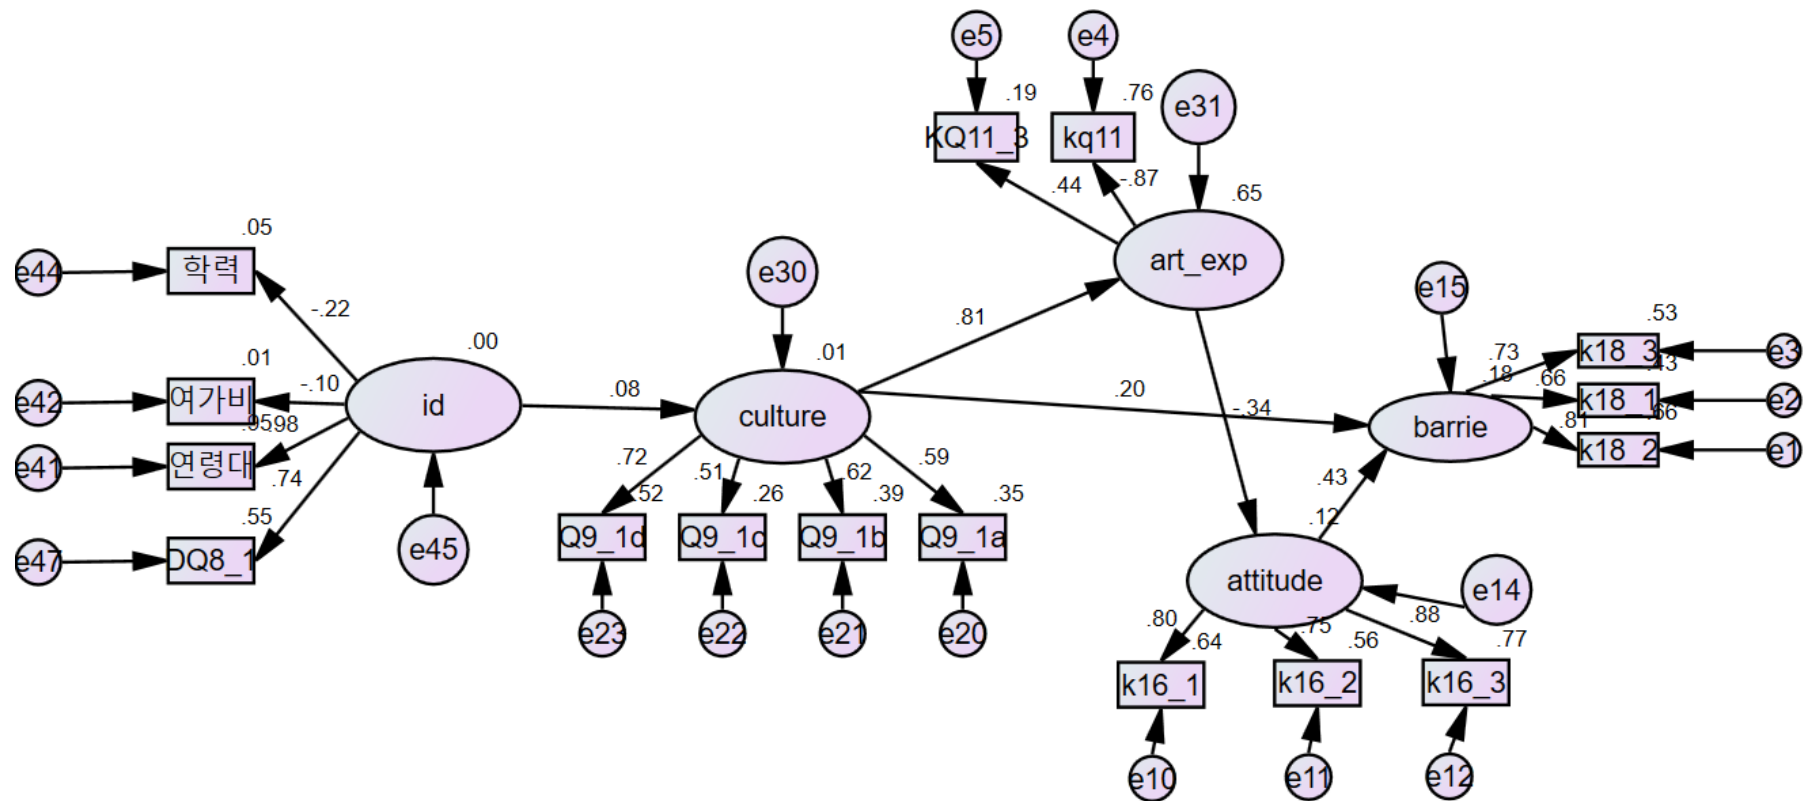 e5
e4
.19
.76
e31
KQ11_3
kq11
.44
-.87
.65
.05
e44
학력
e30
art_exp
e15
-.22
.00
.53
.01
.01
.81
.73
k18_3
e3
.18
.43
e42
여가비
-.10
id
.08
.20
.66
k18_1
e2
.95
.98
culture
-.34
barrie
.66
.81
k18_2
e1
e41
연령대
.74
.72
.51
.62
.59
.43
.52
.26
.39
.35
.55
.12
e47
DQ8_1
e45
Q9_1d
Q9_1c
Q9_1b
Q9_1a
attitude
e14
e23
e22
e21
e20
.80
.75
.88
.64
.56
.77
k16_1
k16_2
k16_3
e10
e11
e12